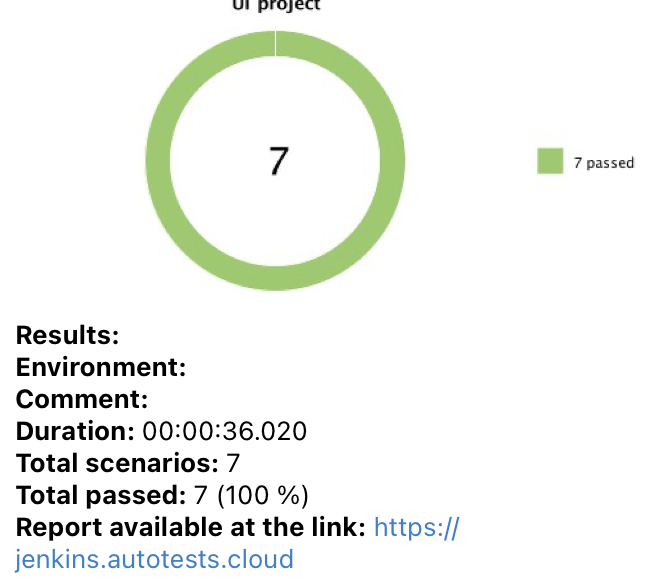 UI project
7
7 passed
Results:
Environment:
Comment:
Duration: 00:00:36.020
Total scenarios: 7
Total passed: 7 (100 %)
Report available at the link: https://
jenkins.autotests.cloud